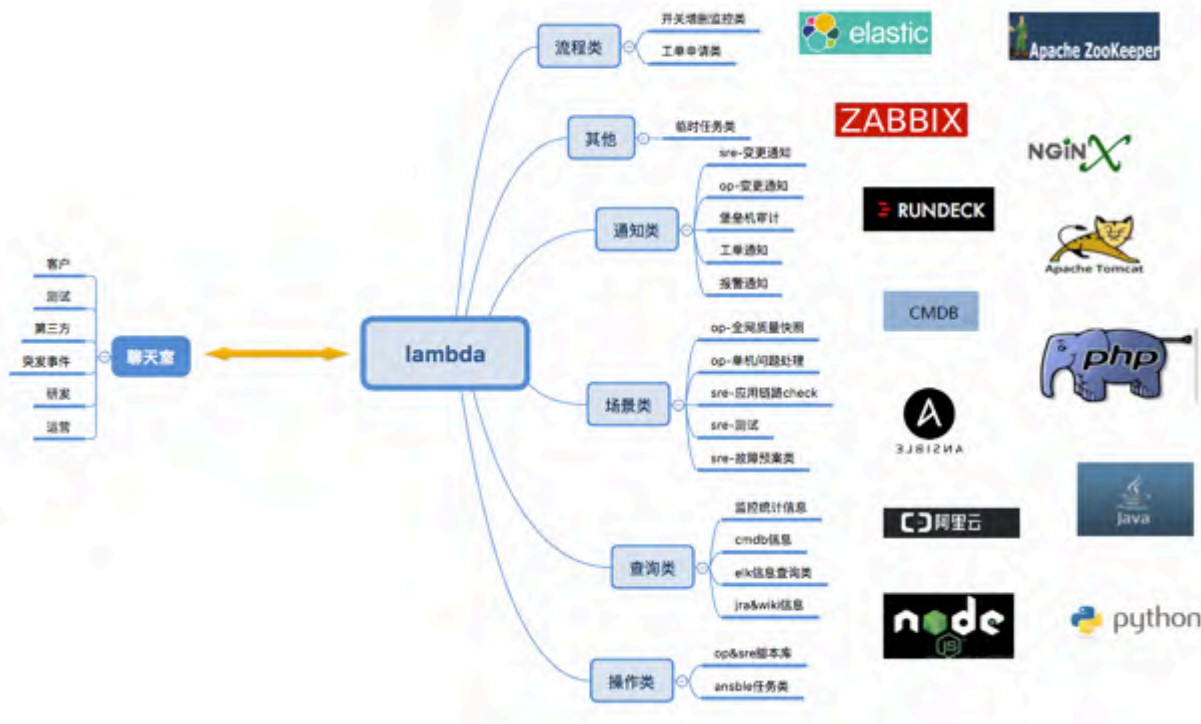 客户
测试
第三方
突发事件
研发
运营
聊天室
lambda
流程类
开关增删监控类
工单申请类
其他
临时任务类
通知类
sre-变更通知
op-变更通知
堡垒机审计
工单通知
报警通知
场景类
op-全网质量快照
op-单机问题处理
sre-应用链路check
sre-测试
sre-故障预案类
查询类
监控统计信息
cmdb信息
elk信息查询类
jra&wiki信息
操作类
op&sre脚本库
ansble任务类
elastic
Apache ZooKeeper
ZABBIX
NGiNX
RUNDECK
Apache Tomcat
CMDB
php
ANSIBLE
阿里云
Java
node
JS
python